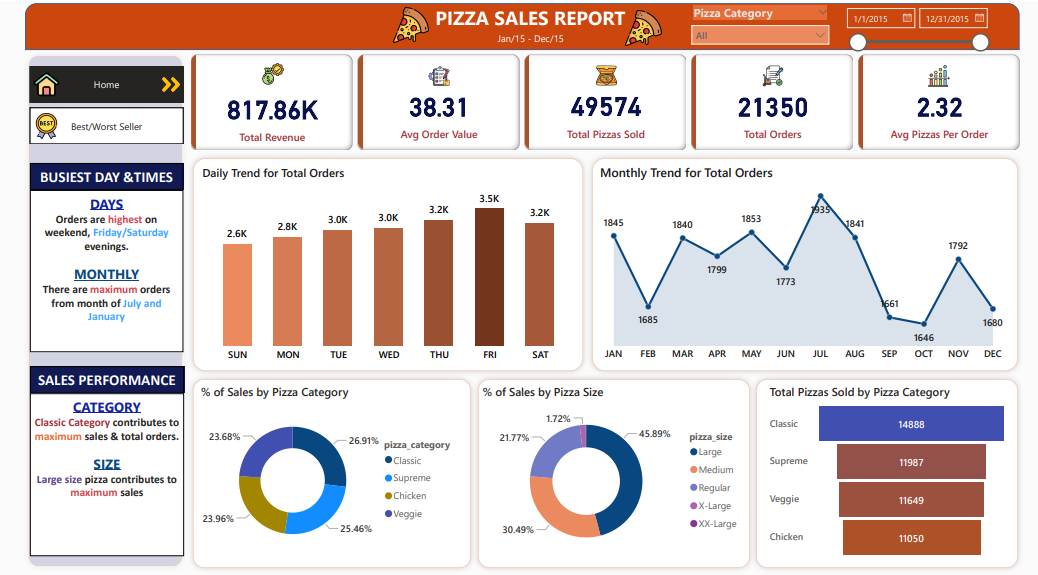 PIZZA SALES REPORT
Jan/15 - Dec/15
Pizza Category
All
1/1/2015
12/31/2015
Home
BEST
Best/Worst Seller
817.86K
Total Revenue
38.31
Avg Order Value
49574
Total Pizzas Sold
21350
Total Orders
2.32
Avg Pizzas Per Order
BUSIEST DAY &TIMES
DAYS
Orders are highest on
weekend, Friday/Saturday
evenings.
MONTHLY
There are maximum orders
from month of July and
January
SALES PERFORMANCE
CATEGORY
Classic Category contributes to
maximum sales & total orders.
SIZE
Large size pizza contributes to
maximum sales
Daily Trend for Total Orders
2.6K
2.8K
3.0K
3.0K
3.2K
3.5K
3.2K
SUN
MON
TUE
WED
THU
FRI
SAT
Monthly Trend for Total Orders
1845
1685
1840
1799
1853
1773
1935
1841
1661
1646
1792
1680
JAN
FEB
MAR
APR
MAY
JUN
JUL
AUG
SEP
OCT
NOV
DEC
% of Sales by Pizza Category
23.68%
26.91%
23.96%
25.46%
pizza_category
Classic
Supreme
Chicken
Veggie
% of Sales by Pizza Size
1.72%
21.77%
45.89%
30.49%
pizza_size
Large
Medium
Regular
X-Large
XX-Large
Total Pizzas Sold by Pizza Category
Classic
14888
Supreme
11987
Veggie
11649
Chicken
11050